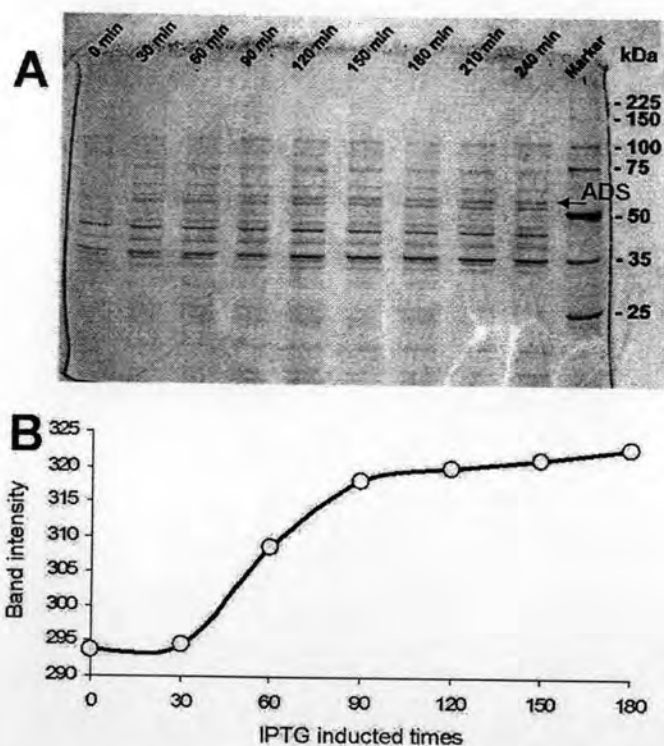 A
0 min 30 min 60 min 90 min 120 min 150 min 180 min 210 min 240 min Marker kDa
- 225
- 150
- 100
- 75
ADS
- 50
- 35
- 25
B
325
320
315
310
305
300
295
290
Band intensity
0 30 60 90 120 150 180
IPTG inducted times